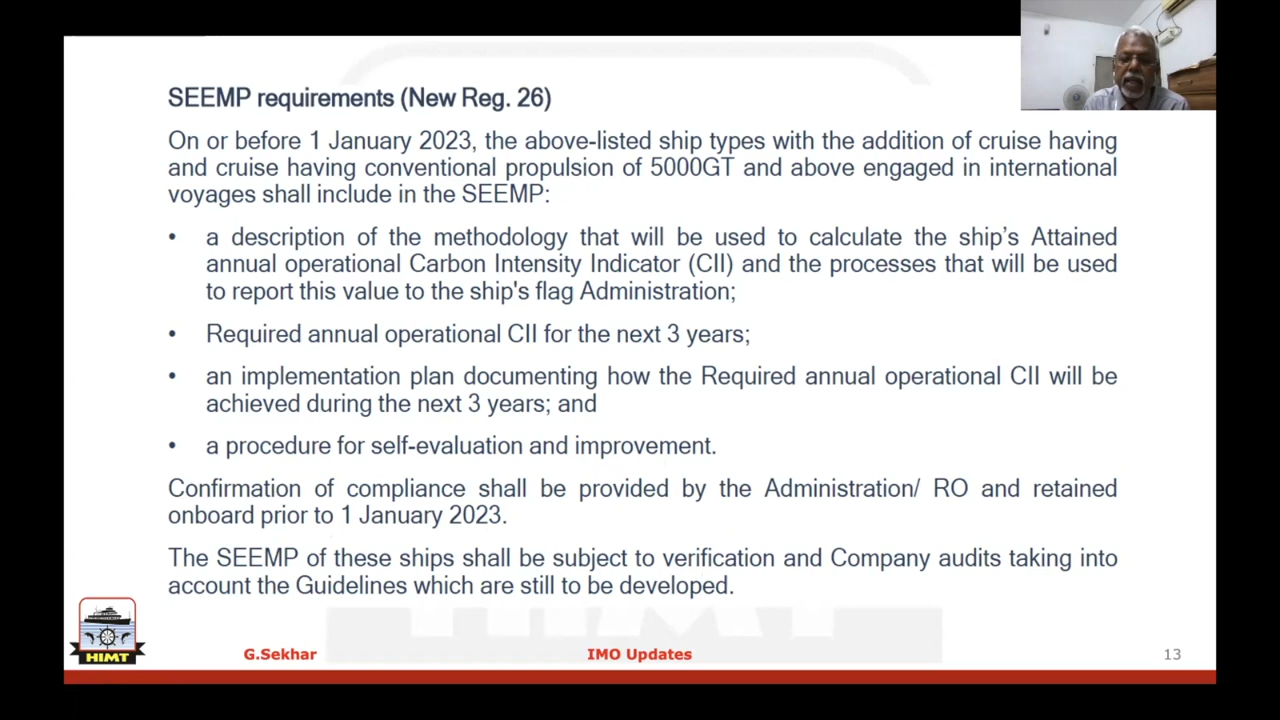 SEEMP requirements (New Reg. 26)
On or before 1 January 2023, the above-listed ship types with the addition of cruise having
and cruise having conventional propulsion of 5000GT and above engaged in international
voyages shall include in the SEEMP:
• a description of the methodology that will be used to calculate the ship’s Attained
annual operational Carbon Intensity Indicator (CII) and the processes that will be used
to report this value to the ship's flag Administration;
• Required annual operational CII for the next 3 years;
• an implementation plan documenting how the Required annual operational CII will be
achieved during the next 3 years; and
• a procedure for self-evaluation and improvement.
Confirmation of compliance shall be provided by the Administration/ RO and retained
onboard prior to 1 January 2023.
The SEEMP of these ships shall be subject to verification and Company audits taking into
account the Guidelines which are still to be developed.
HIMT
HIMT
G.Sekhar
IMO Updates
13